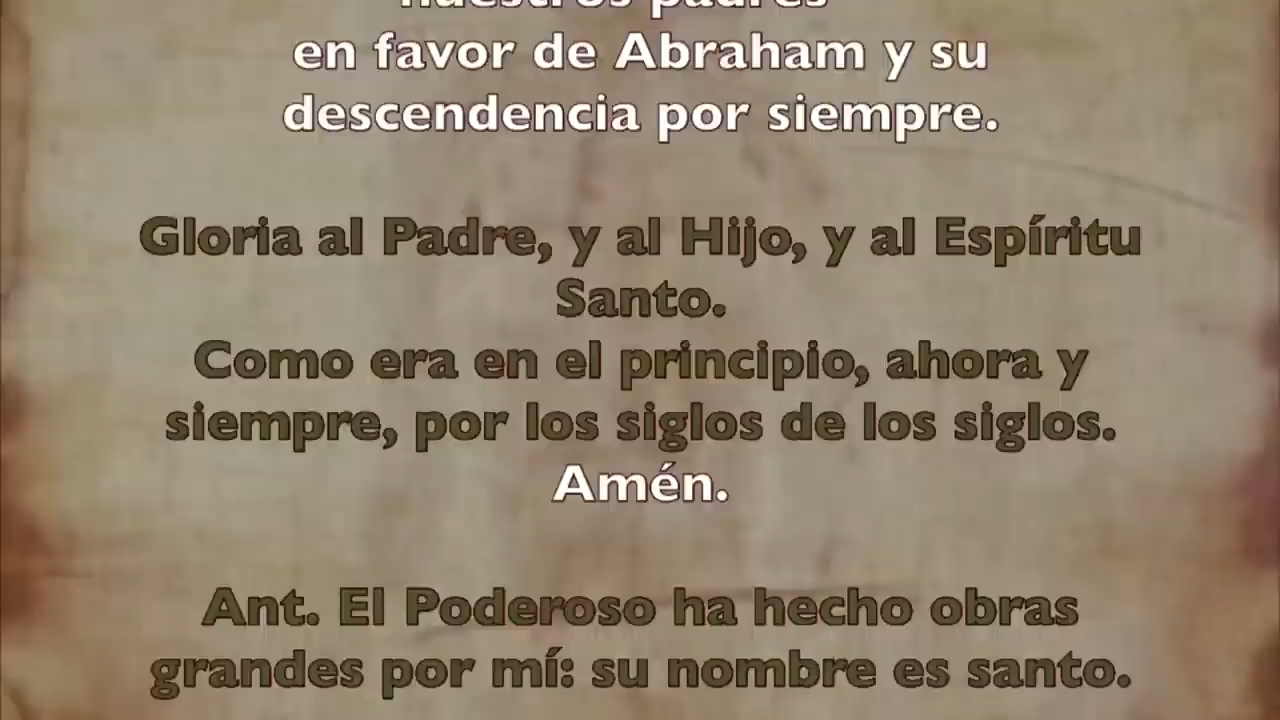 nuestros padres
en favor de Abraham y su
descendencia por siempre.
Gloria al Padre, y al Hijo, y al Espíritu
Santo.
Como era en el principio, ahora y
siempre, por los siglos de los siglos.
Amén.
Ant. El Poderoso ha hecho obras
grandes por mí: su nombre es santo.